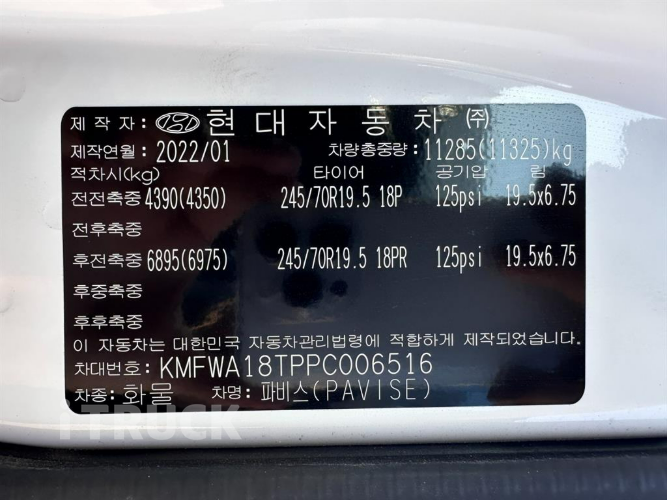 제 작 자: 현 대 자 동 차 ㈜
제작연월: 2022/01 차량총중량: 11285(11325)kg
적차시(kg) 타이어 공기압 림
전전축중 4390(4350) 245/70R19.5 18P 125psi 19.5x6.75
전후축중
후전축중 6895(6975) 245/70R19.5 18PR 125psi 19.5x6.75
후중축중
후후축중
이 자동차는 대한민국 자동차관리법령에 적합하게 제작되었습니다.
차대번호: KMFWA18TPPC006516
차종: 화물 차명: 파비스(PAVISE)
TRUCK